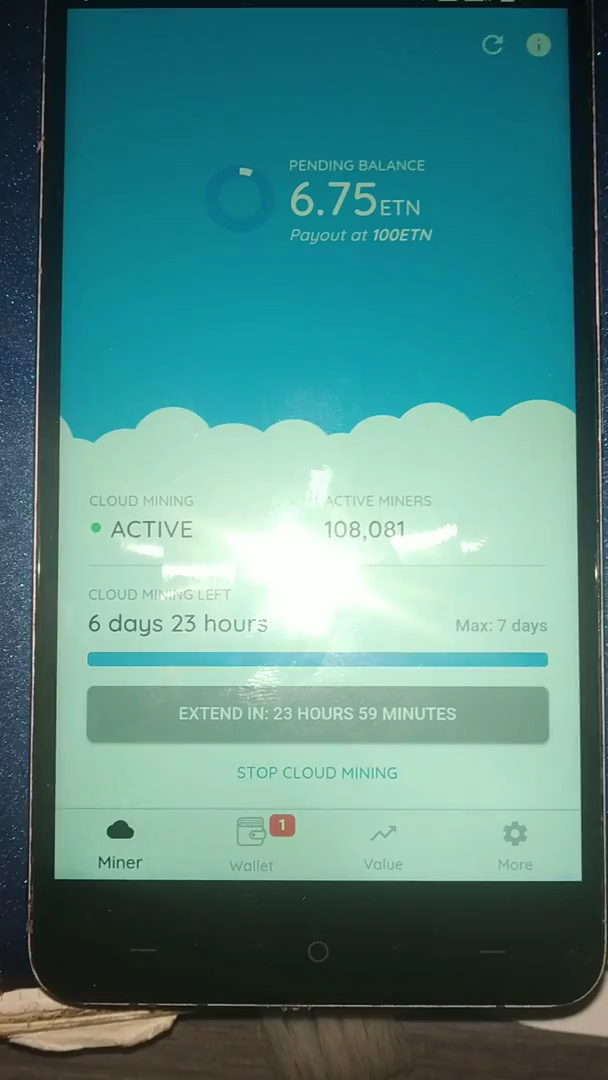 PENDING BALANCE
6.75ETN
Payout at 100ETN
CLOUD MINING
ACTIVE MINERS
ACTIVE
108,081
CLOUD MINING LEFT
6 days 23 hours
Max: 7 days
EXTEND IN: 23 HOURS 59 MINUTES
STOP CLOUD MINING
1
Miner
Wallet
Value
More